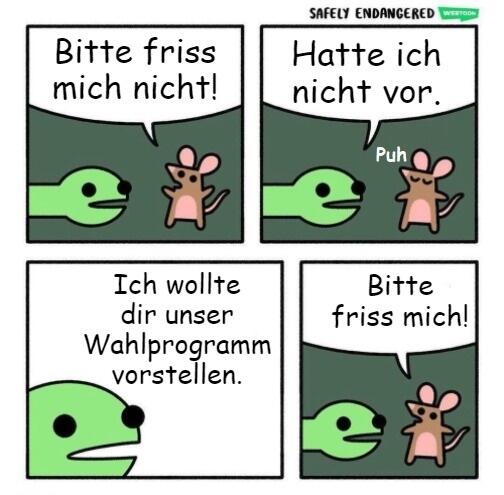 SAFELY ENDANGERED WEBTOON
Bitte friss
mich nicht!
Hatte ich
nicht vor.
Puh
Ich wollte
dir unser
Wahlprogramm
vorstellen.
Bitte
friss mich!